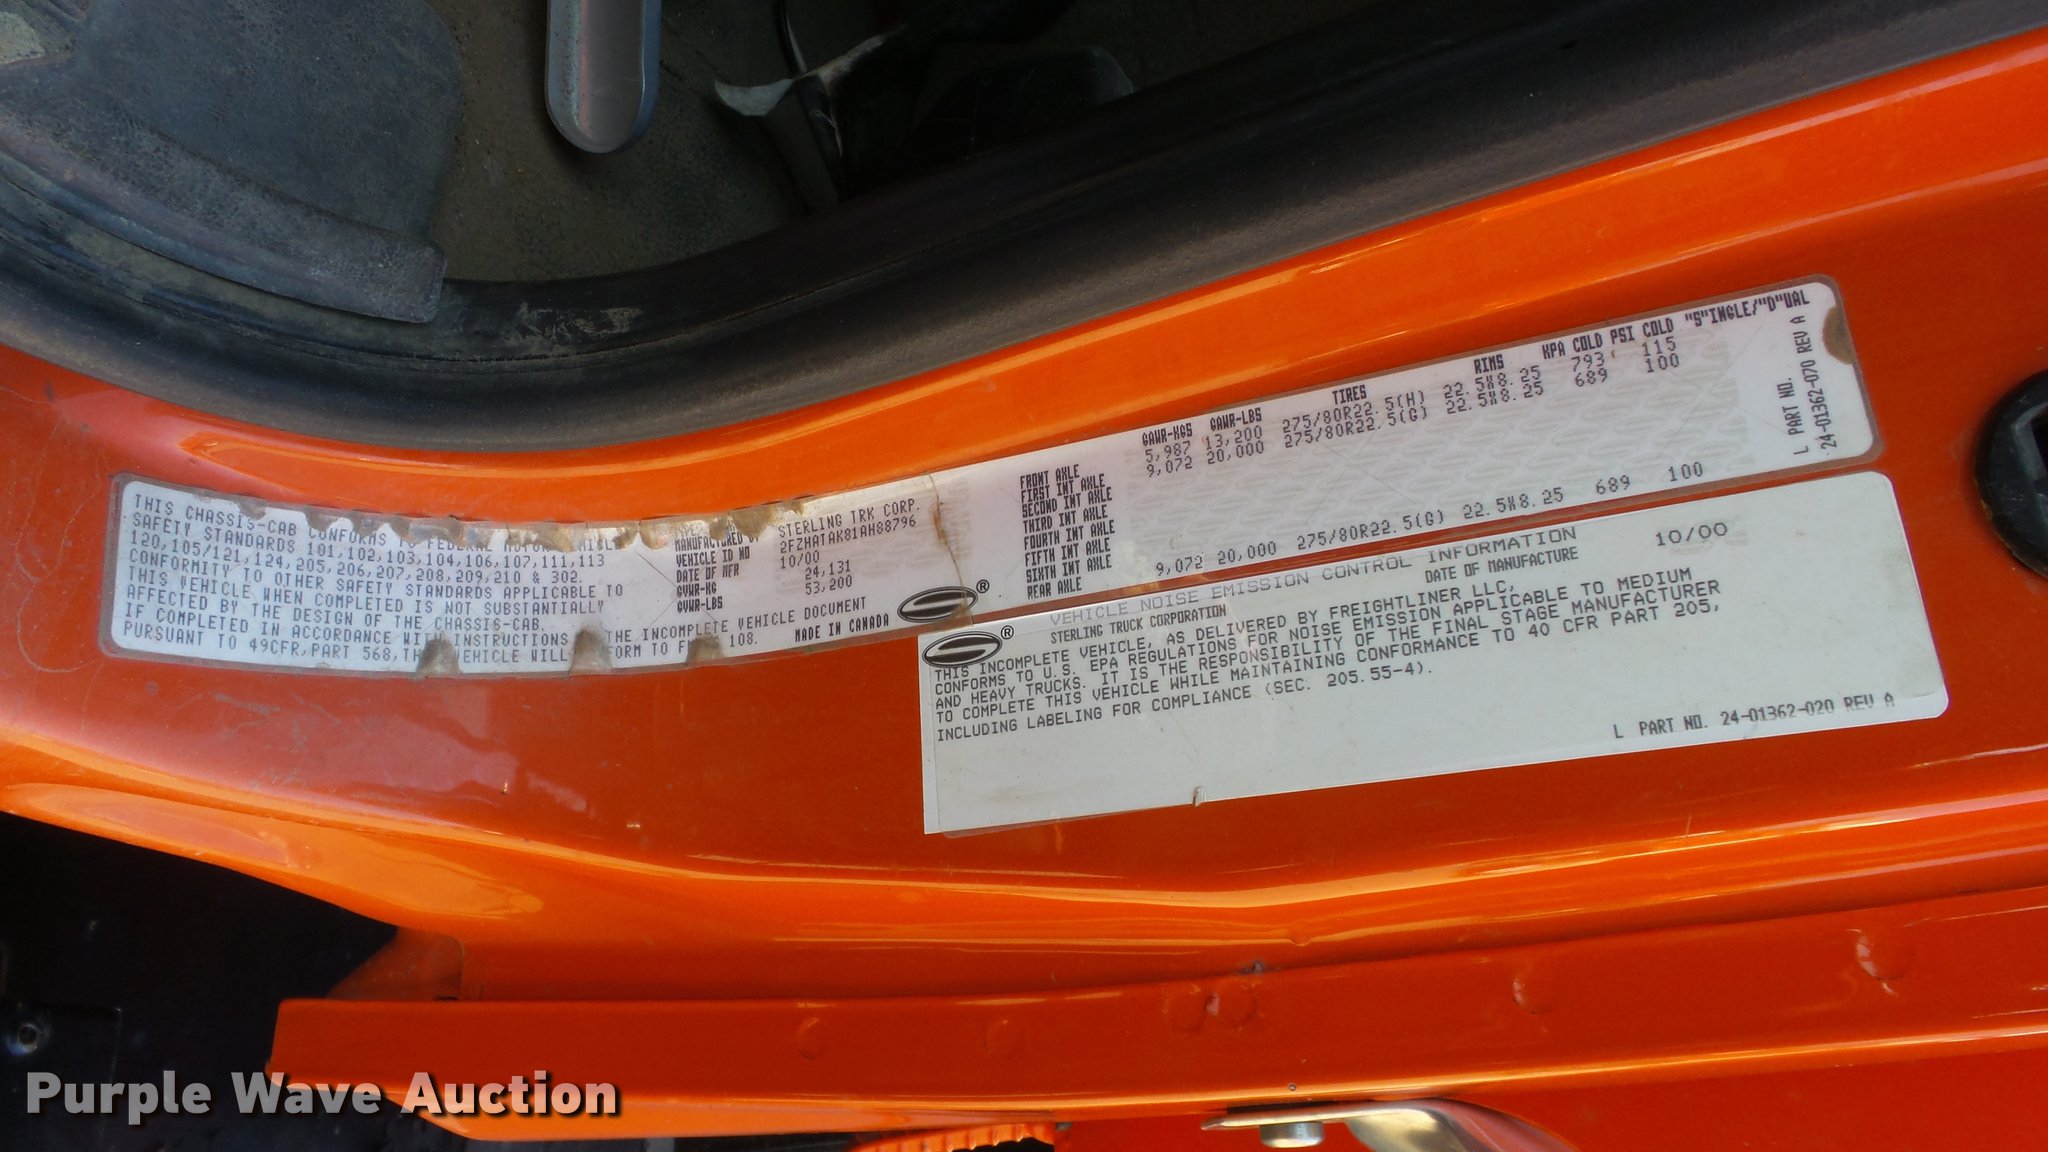 THIS CHASSIS-CAB CONFORMS TO FEDERAL MOTOR VEHICLE
SAFETY STANDARDS 101,102,103,104,106,107,111,113
120,105/121,124,205,206,207,208,209,210 & 302.
CONFORMITY TO OTHER SAFETY STANDARDS APPLICABLE TO
THIS VEHICLE WHEN COMPLETED IS NOT SUBSTANTIALLY
AFFECTED BY THE DESIGN OF THE CHASSIS-CAB.
IF COMPLETED IN ACCORDANCE WITH INSTRUCTIONS THE INCOMPLETE VEHICLE DOCUMENT
PURSUANT TO 49CFR,PART 568, VEHICLE WILL TO 108.
MANUFACTURED BY STERLING TRK CORP.
VEHICLE ID NO 2FZHATAK81AH88796
DATE OF MFR 10/00
GVWR-KG 24,131
GVWR-LBS 53,200
MADE IN CANADA
®
GAWR-KGS GAWR-LBS TIRES RIMS KPA COLD PSI COLD "S"INGLE/"D"UAL
FRONT AXLE 5,987 13,200 275/80R22.5(H) 22.5X8.25 793 115
FIRST INT AXLE 9,072 20,000 275/80R22.5(G) 22.5X8.25 689 100
SECOND INT AXLE
THIRD INT AXLE
FOURTH INT AXLE
FIFTH INT AXLE
SIXTH INT AXLE
REAR AXLE 9,072 20,000 275/80R22.5(G) 22.5X8.25 689 100
L PART NO.
24-01362-070 REV A
VEHICLE NOISE EMISSION CONTROL INFORMATION
® STERLING TRUCK CORPORATION DATE OF MANUFACTURE 10/00
THIS INCOMPLETE VEHICLE, AS DELIVERED BY FREIGHTLINER LLC,
CONFORMS TO U.S. EPA REGULATIONS FOR NOISE EMISSION APPLICABLE TO MEDIUM
AND HEAVY TRUCKS. IT IS THE RESPONSIBILITY OF THE FINAL STAGE MANUFACTURER
TO COMPLETE THIS VEHICLE WHILE MAINTAINING CONFORMANCE TO 40 CFR PART 205,
INCLUDING LABELING FOR COMPLIANCE (SEC. 205.55-4).
L PART NO. 24-01362-020 REV A
Purple Wave Auction